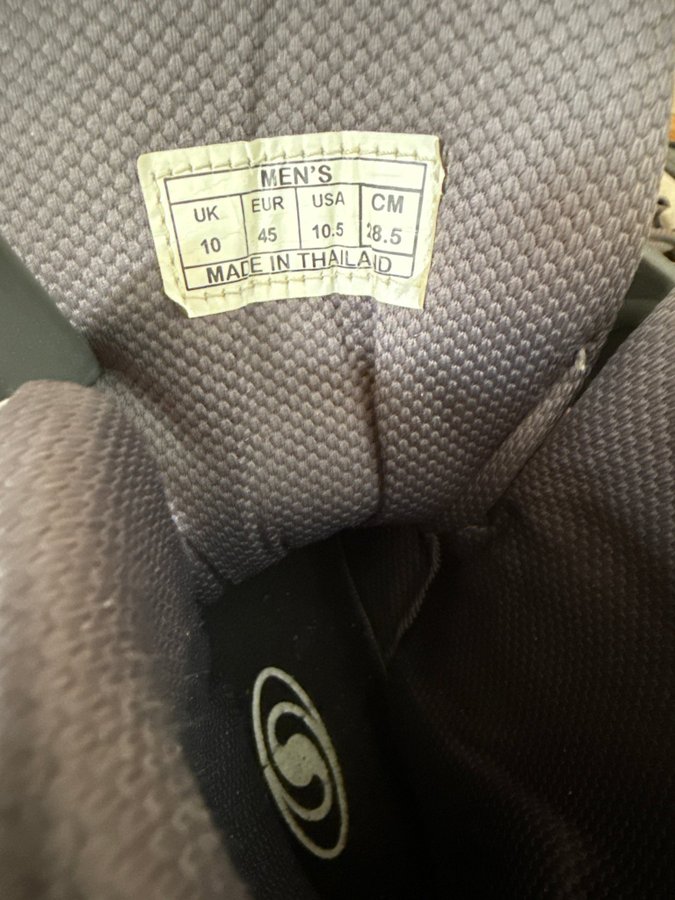 MEN'S
UK EUR USA CM
10 45 10.5 28.5
MADE IN THAILAND